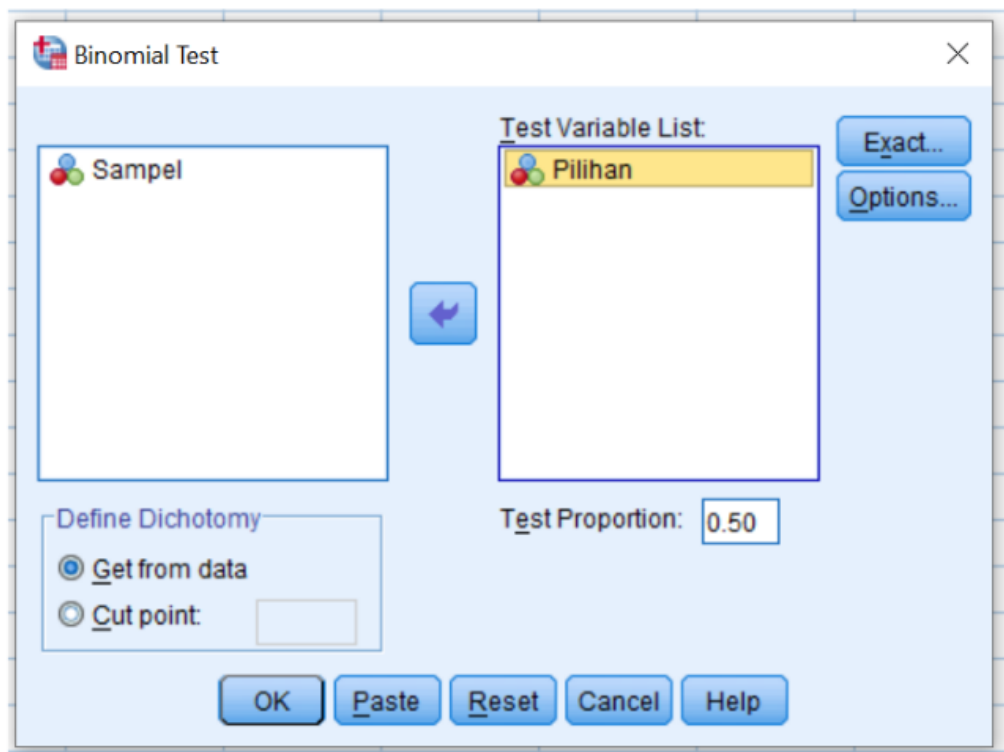 Binomial Test
Test Variable List:
Sampel
Pilihan
Exact...
Options...
Define Dichotomy
Get from data
Cut point:
Test Proportion: 0.50
OK Paste Reset Cancel Help